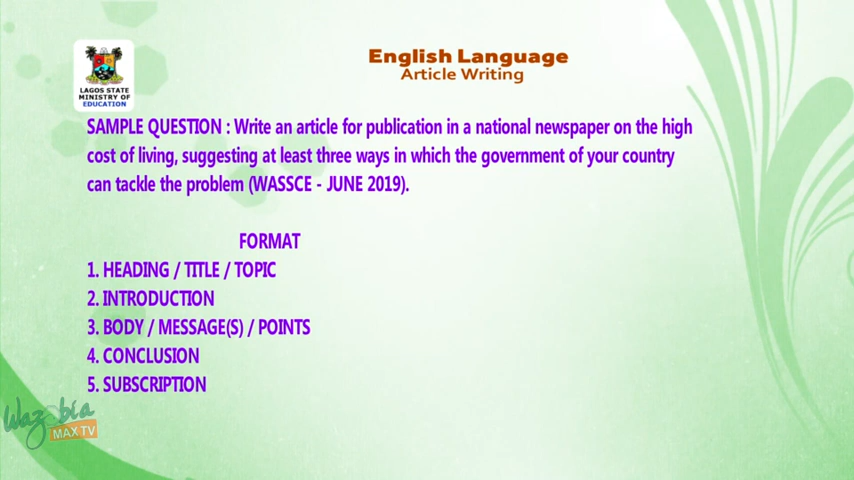 English Language
Article Writing
LAGOS STATE
MINISTRY OF
EDUCATION
SAMPLE QUESTION : Write an article for publication in a national newspaper on the high
cost of living, suggesting at least three ways in which the government of your country
can tackle the problem (WASSCE - JUNE 2019).
FORMAT
1. HEADING / TITLE / TOPIC
2. INTRODUCTION
3. BODY / MESSAGE(S) / POINTS
4. CONCLUSION
5. SUBSCRIPTION
Wazobia
MAX TV